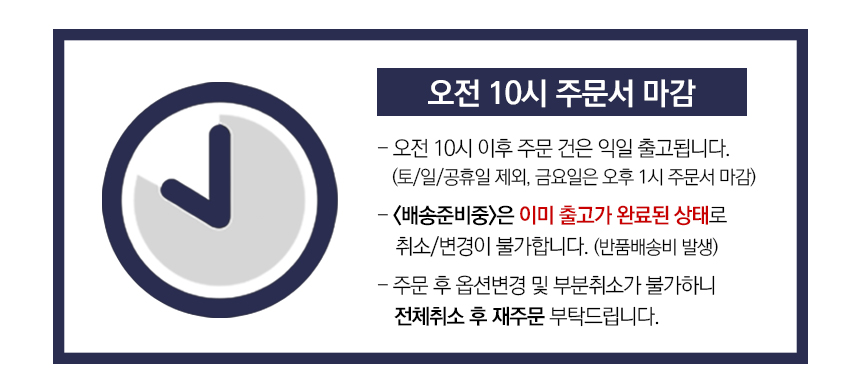 오전 10시 주문서 마감
- 오전 10시 이후 주문 건은 익일 출고됩니다.
(토/일/공휴일 제외, 금요일은 오후 1시 주문서 마감)
- <배송준비중>은 이미 출고가 완료된 상태로
취소/변경이 불가합니다. (반품배송비 발생)
- 주문 후 옵션변경 및 부분취소가 불가하니
전체취소 후 재주문 부탁드립니다.